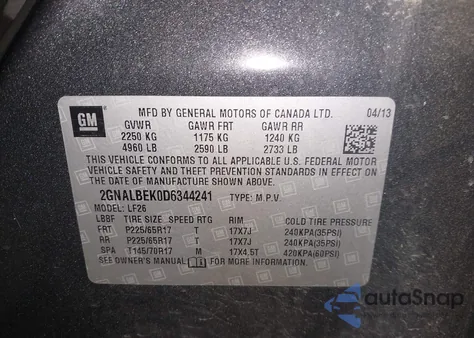 GM
MFD BY GENERAL MOTORS OF CANADA LTD. 04/13
GVWR GAWR FRT GAWR RR
2250 KG 1175 KG 1240 KG
4960 LB 2590 LB 2733 LB
THIS VEHICLE CONFORMS TO ALL APPLICABLE U.S. FEDERAL MOTOR
VEHICLE SAFETY AND THEFT PREVENTION STANDARDS IN EFFECT ON
THE DATE OF MANUFACTURE SHOWN ABOVE.
2GNALBEK0D6344241 TYPE: M.P.V.
MODEL: LF26
LBBF TIRE SIZE SPEED RTG RIM COLD TIRE PRESSURE
FRT P225/65R17 T 17X7J 240KPA(35PSI)
RR P225/65R17 T 17X7J 240KPA(35PSI)
SPA T145/70R17 M 17X4.5T 420KPA(60PSI)
SEE OWNER'S MANUAL FOR MORE INFORMATION.
autoSnap